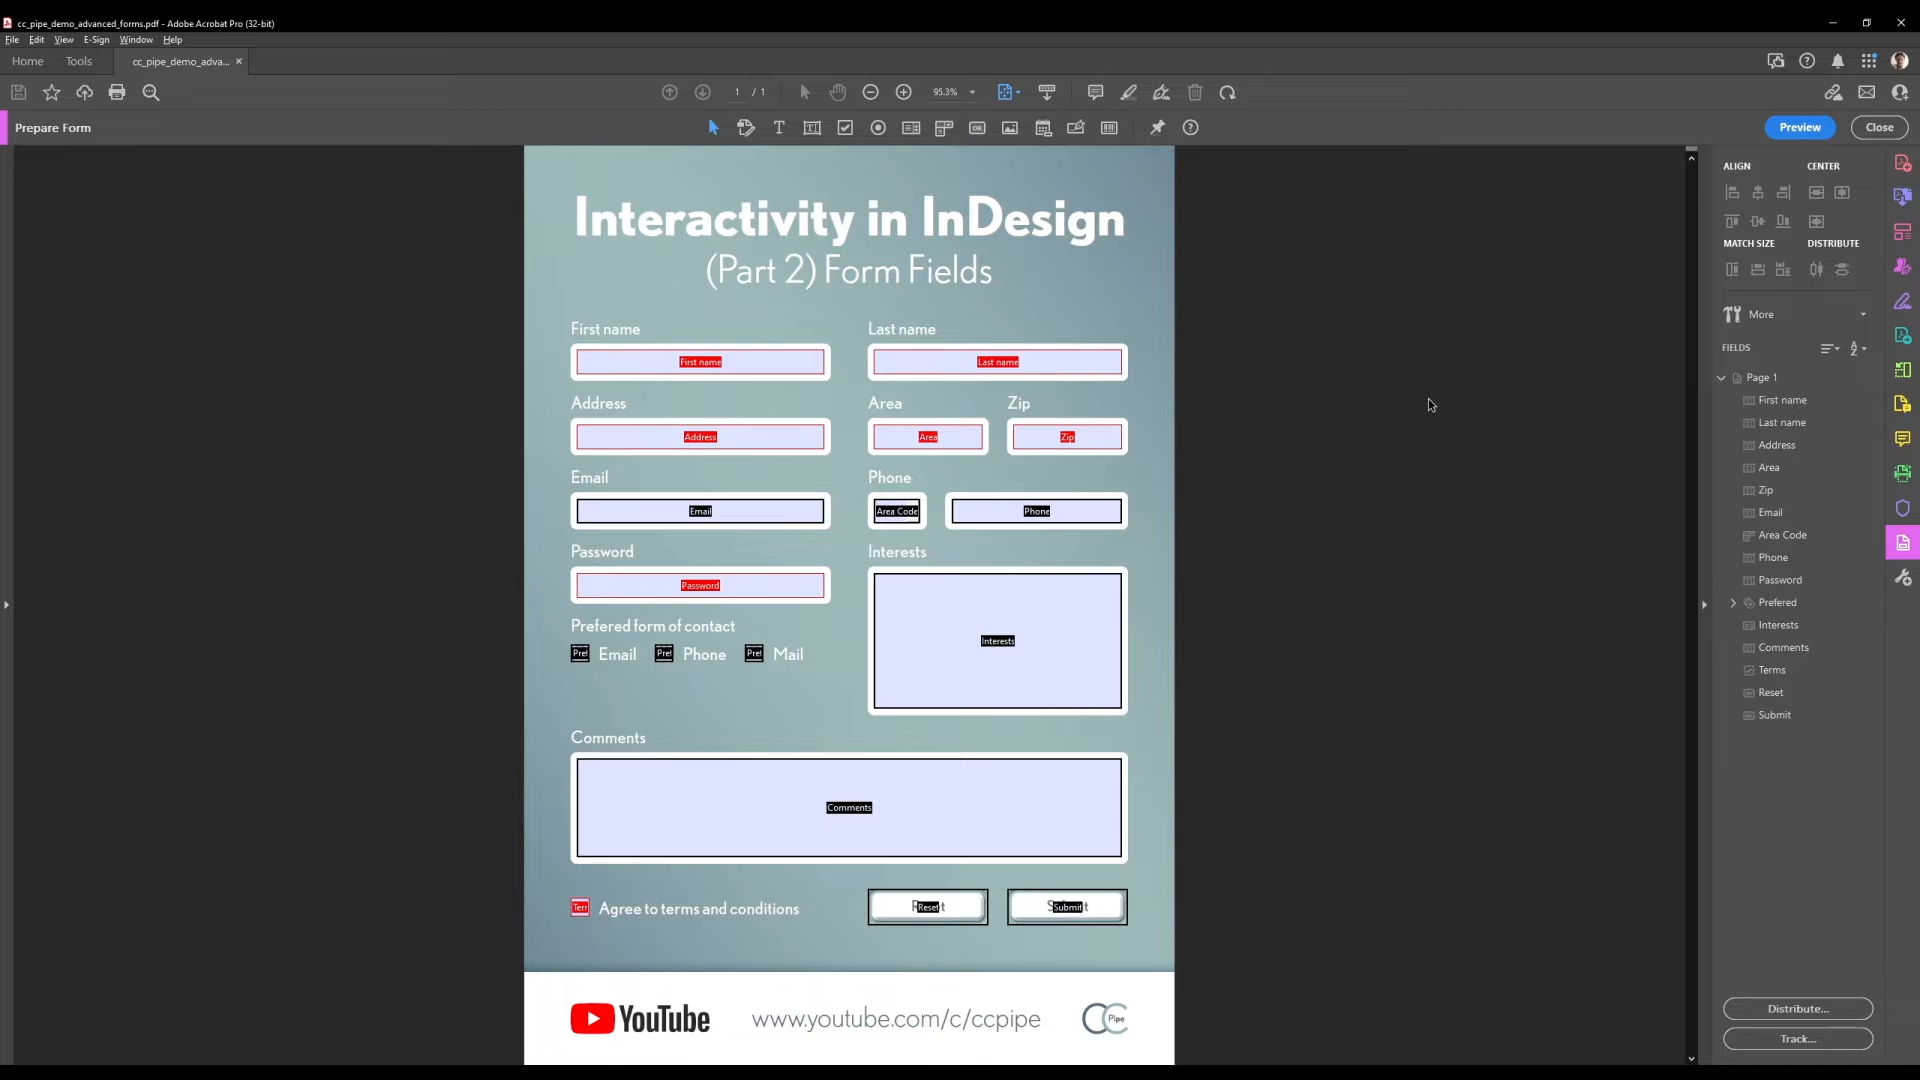 cc_pipe_demo_advanced_forms.pdf - Adobe Acrobat Pro (32-bit)
File Edit View E-Sign Window Help
Home Tools cc_pipe_demo_adva... ×
1 / 1 95.3%
Prepare Form
Preview Close
Interactivity in InDesign
(Part 2) Form Fields
First name Last name
First name Last name
Address Area Zip
Address Area Zip
Email Phone
Email Area Code Phone
Password Interests
Password
Interests
Prefered form of contact
Pref Email Pref Phone Pref Mail
Comments
Comments
Terr Agree to terms and conditions
Reset Submit
YouTube www.youtube.com/c/ccpipe CC Pipe
ALIGN CENTER
MATCH SIZE DISTRIBUTE
More
FIELDS
Page 1
First name
Last name
Address
Area
Zip
Email
Area Code
Phone
Password
Prefered
Interests
Comments
Terms
Reset
Submit
Distribute...
Track...